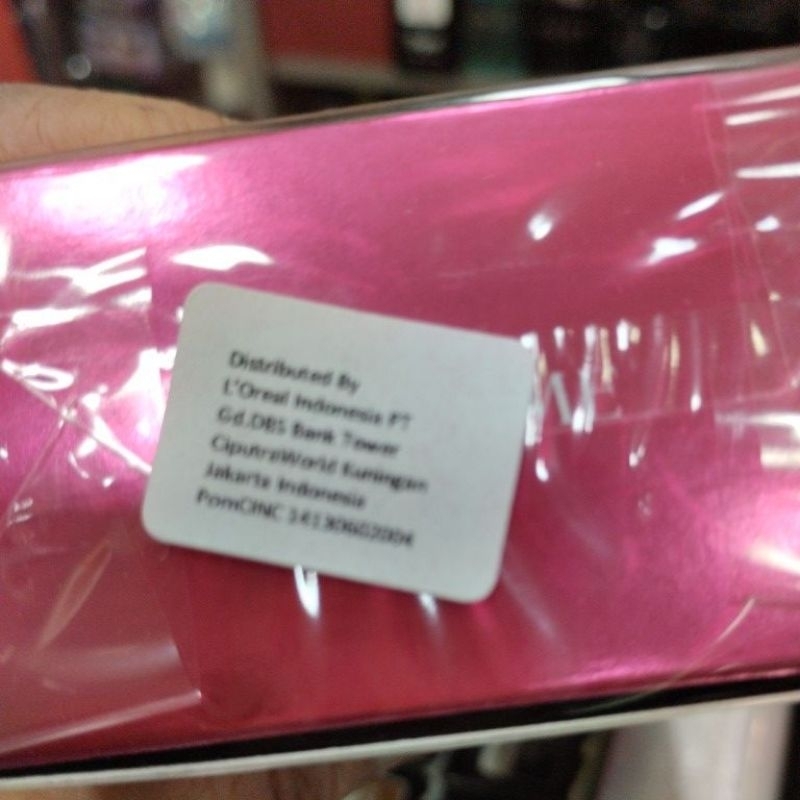 Distributed By
L'Oreal Indonesia PT
Gd.DBS Bank Tower
CiputraWorld Kuningan
Jakarta Indonesia
PomCINC 14130602004